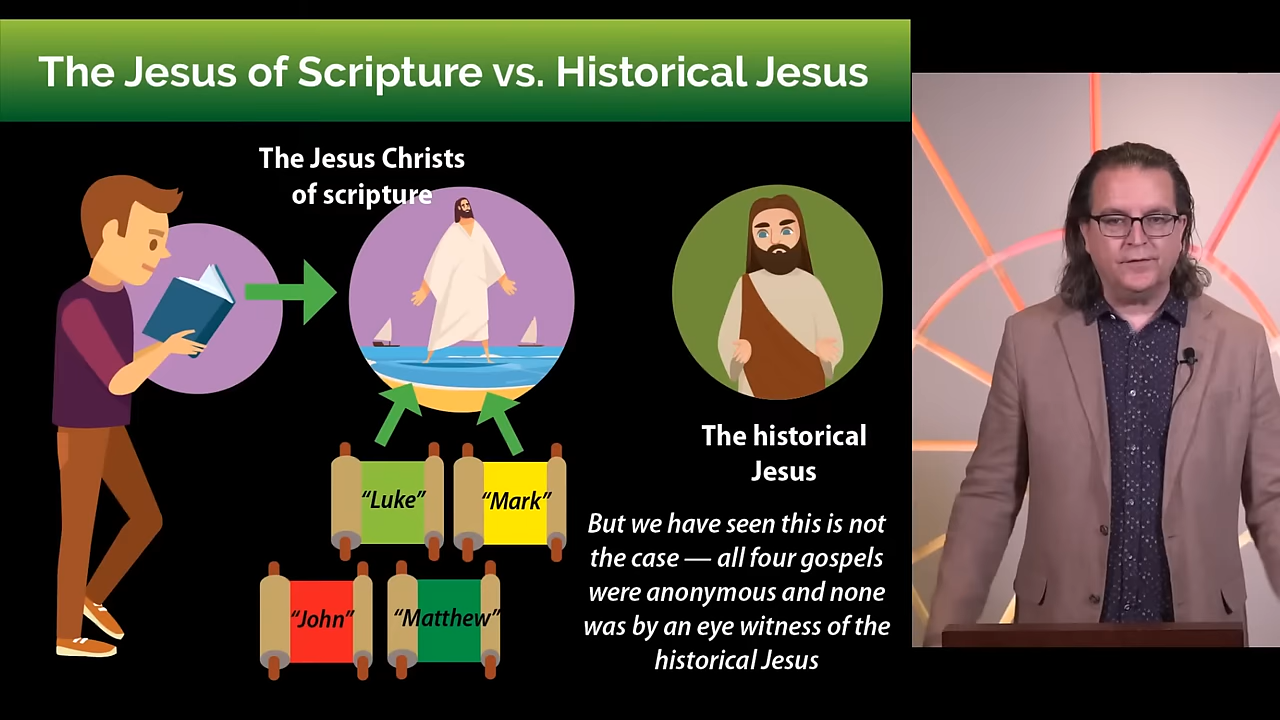 The Jesus of Scripture vs. Historical Jesus
The Jesus Christs
of scripture
“Luke”
“Mark”
“John”
“Matthew”
The historical
Jesus
But we have seen this is not
the case — all four gospels
were anonymous and none
was by an eye witness of the
historical Jesus